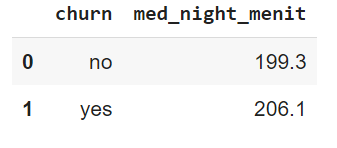 churn med_night_menit
0 no 199.3
1 yes 206.1